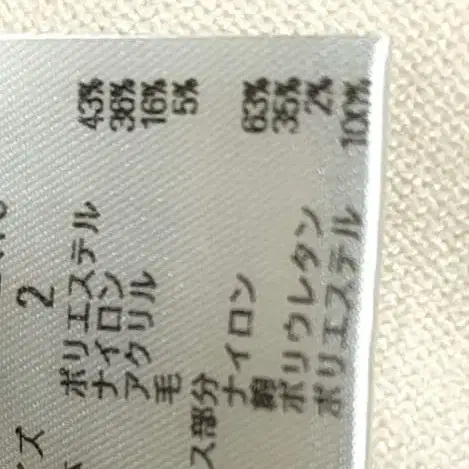 ズ 2
ポリエステル 43%
ナイロン 36%
アクリル 16%
毛 5%
ス部分
ナイロン 63%
綿 35%
ポリウレタン 2%
ポリエステル 100%